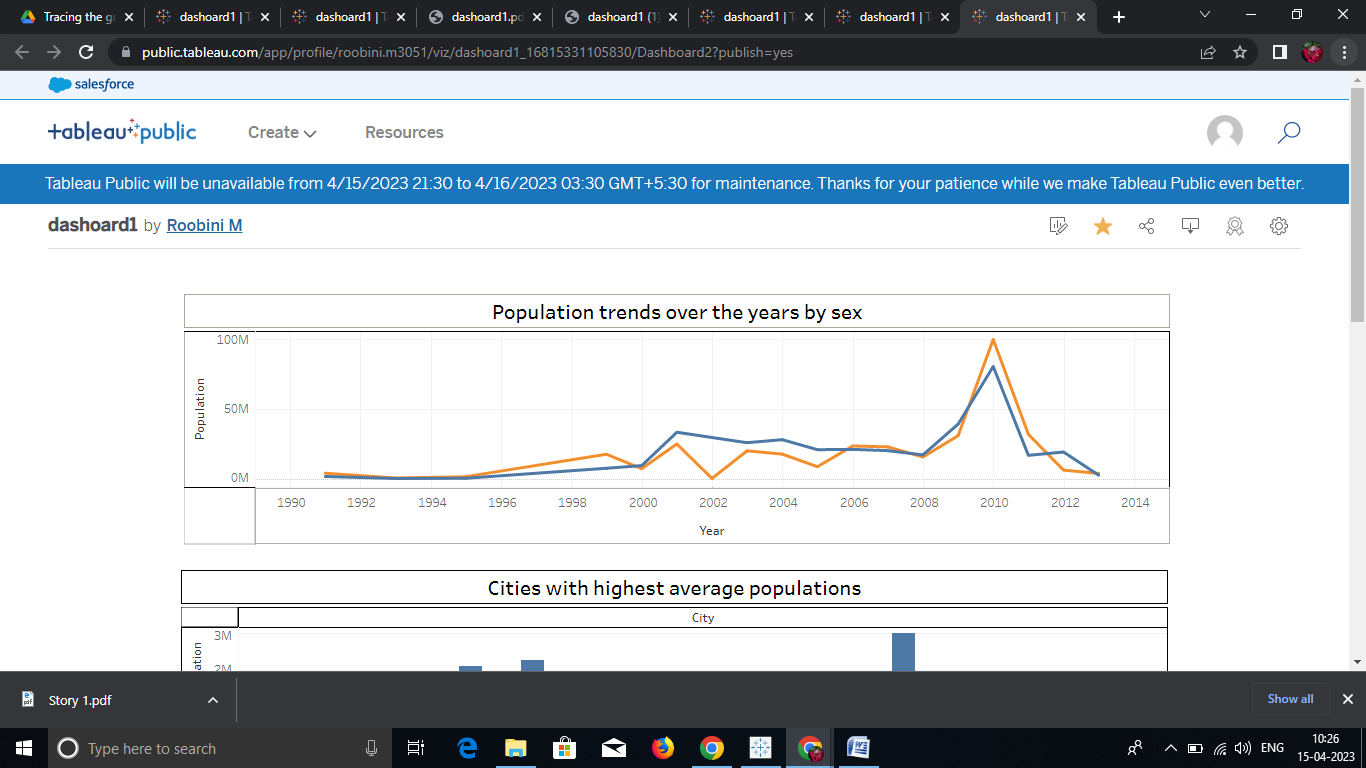 Tracing the gr
dashoard1 | T
dashoard1 | T
dashoard1.pd
dashoard1 (1)
dashoard1 | T
dashoard1 | T
dashoard1 | T
public.tableau.com/app/profile/roobini.m3051/viz/dashoard1_16815331105830/Dashboard2?publish=yes
salesforce
+ableau public
Create
Resources
Tableau Public will be unavailable from 4/15/2023 21:30 to 4/16/2023 03:30 GMT+5:30 for maintenance. Thanks for your patience while we make Tableau Public even better.
dashoard1 by Roobini M
Population trends over the years by sex
100M
50M
0M
Population
1990 1992 1994 1996 1998 2000 2002 2004 2006 2008 2010 2012 2014
Year
Cities with highest average populations
City
3M
2M
ation
Story 1.pdf
Show all
Type here to search
ENG
10:26
15-04-2023